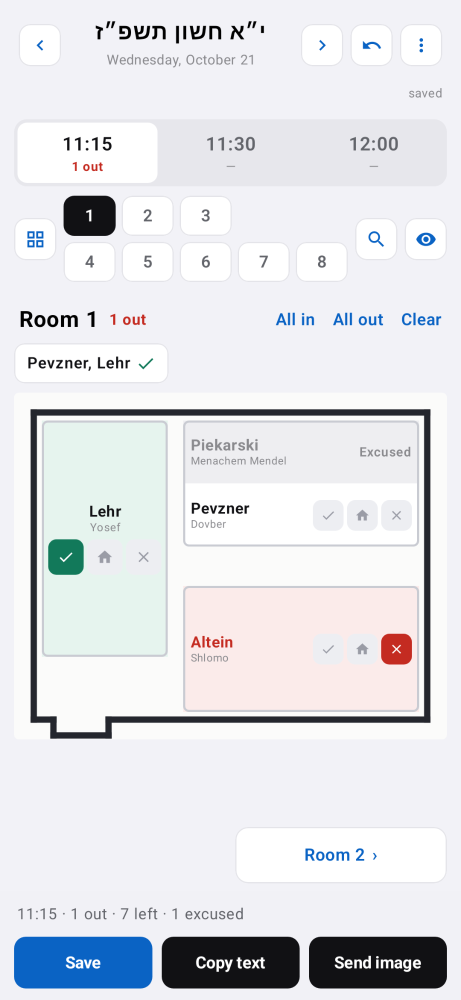 י״א חשון תשפ״ז
Wednesday, October 21
saved
11:15
1 out
11:30
—
12:00
—
1
2
3
4
5
6
7
8
Room 1
1 out
All in
All out
Clear
Pevzner, Lehr
Piekarski
Menachem Mendel
Excused
Lehr
Yosef
Pevzner
Dovber
Altein
Shlomo
Room 2 ›
11:15 · 1 out · 7 left · 1 excused
Save
Copy text
Send image